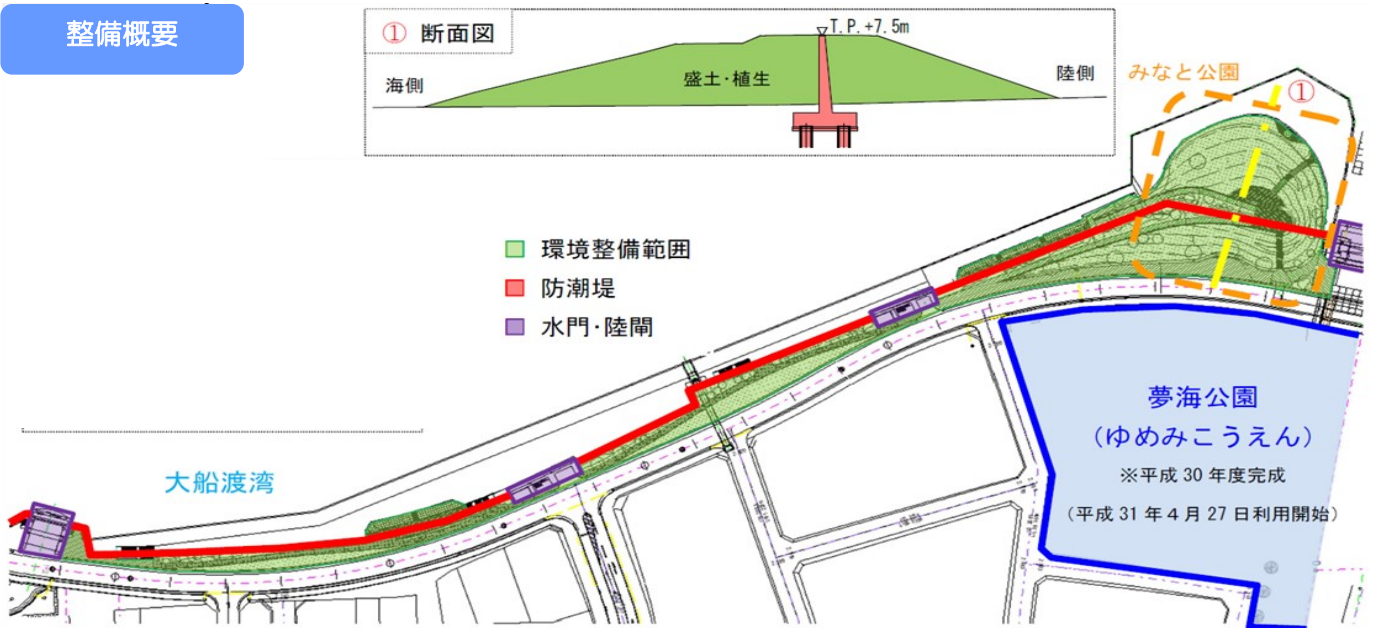 整備概要
① 断面図
T.P.+7.5m
海側
盛土・植生
陸側
みなと公園
①
環境整備範囲
防潮堤
水門・陸閘
大船渡湾
夢海公園
(ゆめみこうえん)
※平成30年度完成
(平成31年4月27日利用開始)